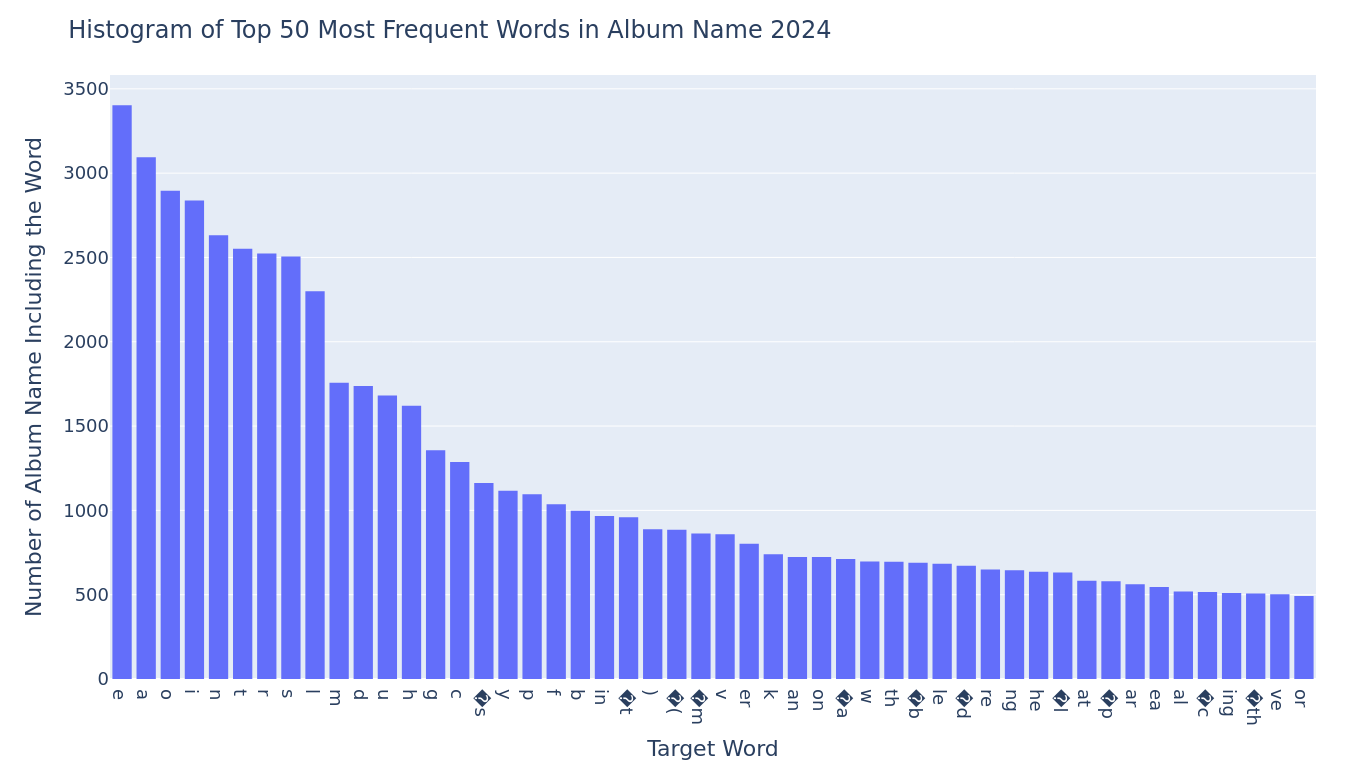 Histogram of Top 50 Most Frequent Words in Album Name 2024
Number of Album Name Including the Word
3500
3000
2500
2000
1500
1000
500
0
e
a
o
i
n
t
r
s
l
m
d
u
h
g
c
�s
y
p
f
b
in
�t
)
�(
�m
v
er
k
an
on
�a
w
th
�b
le
�d
re
ng
he
�l
at
�p
ar
ea
al
�c
ing
�th
ve
or
Target Word